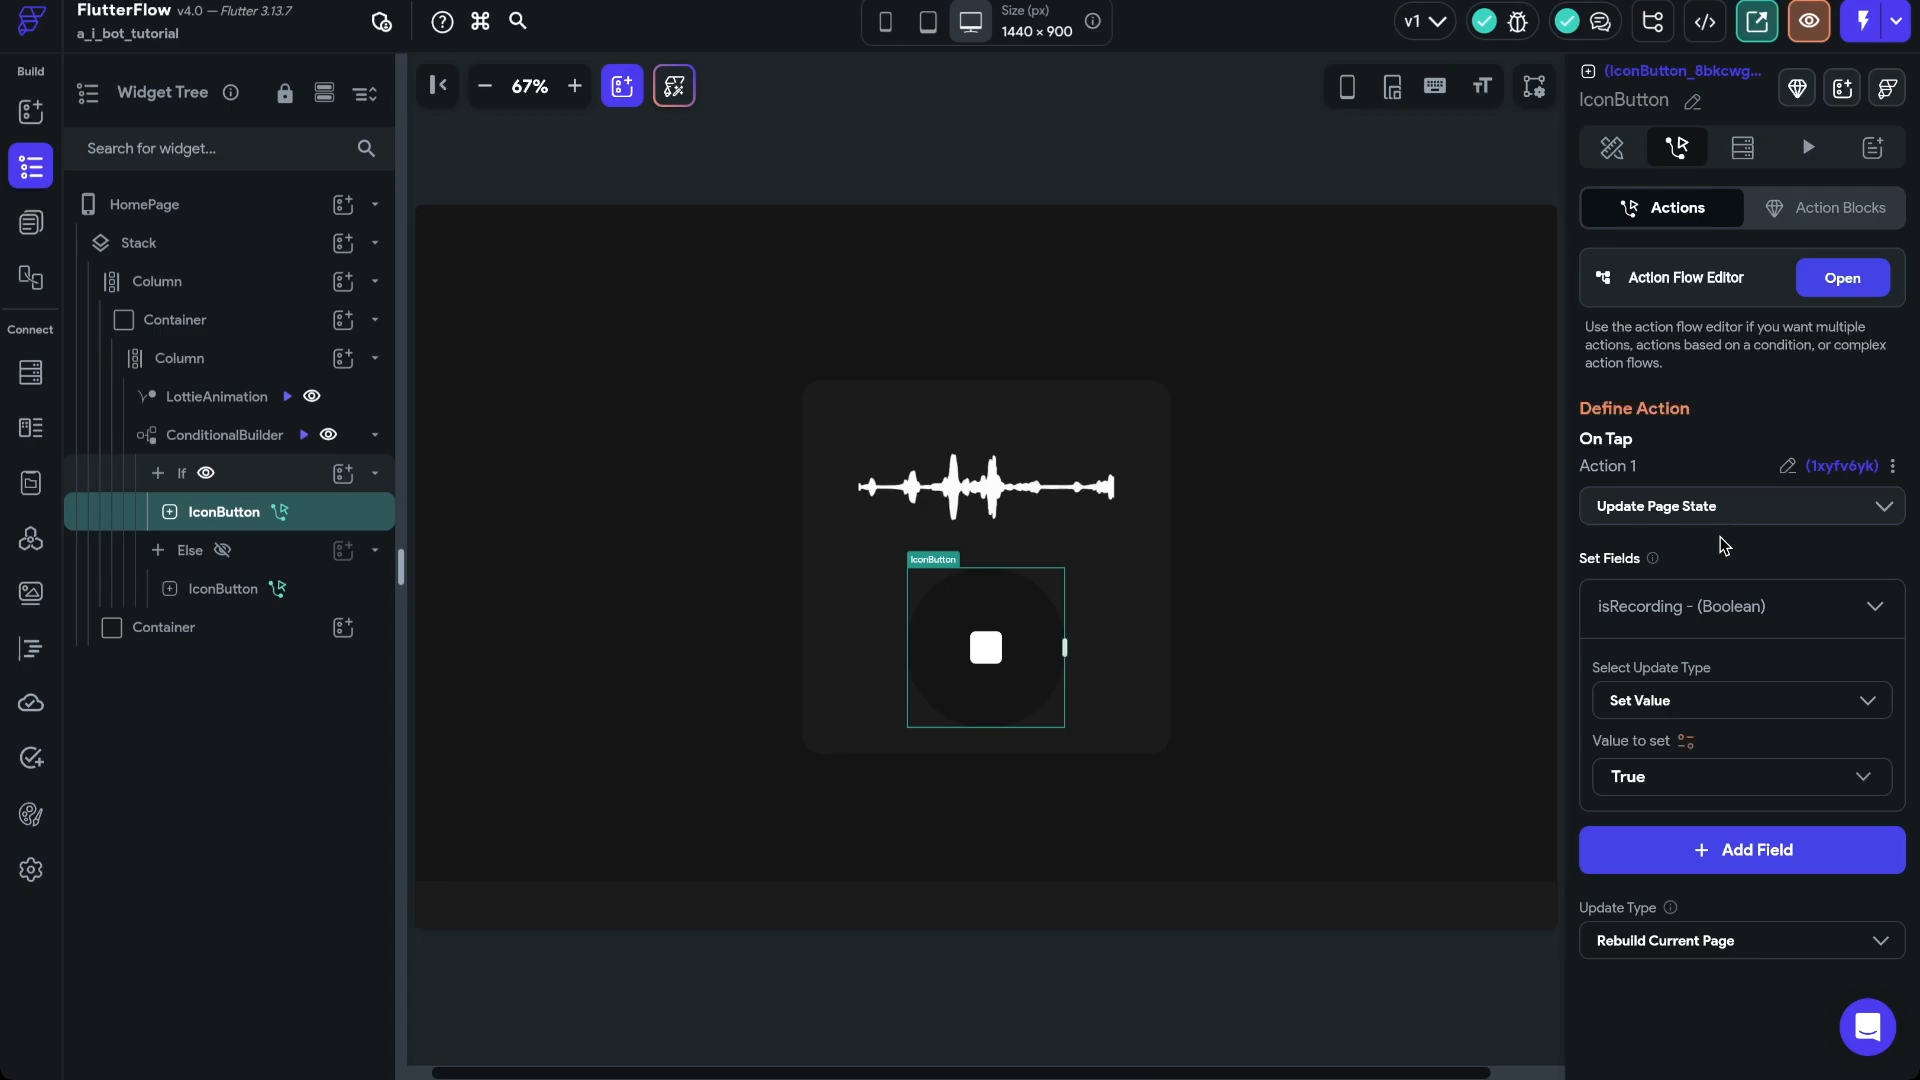 FlutterFlow v4.0 — Flutter 3.13.7
a_i_bot_tutorial
Size (px)
1440 × 900
v1
Build
Connect
Widget Tree
Search for widget...
HomePage
Stack
Column
Container
Column
LottieAnimation
ConditionalBuilder
If
IconButton
Else
IconButton
Container
67%
IconButton
(IconButton_8bkcwg...
IconButton
Actions
Action Blocks
Action Flow Editor
Open
Use the action flow editor if you want multiple
actions, actions based on a condition, or complex
action flows.
Define Action
On Tap
Action 1
(1xyfv6yk)
Update Page State
Set Fields
isRecording - (Boolean)
Select Update Type
Set Value
Value to set
True
+ Add Field
Update Type
Rebuild Current Page